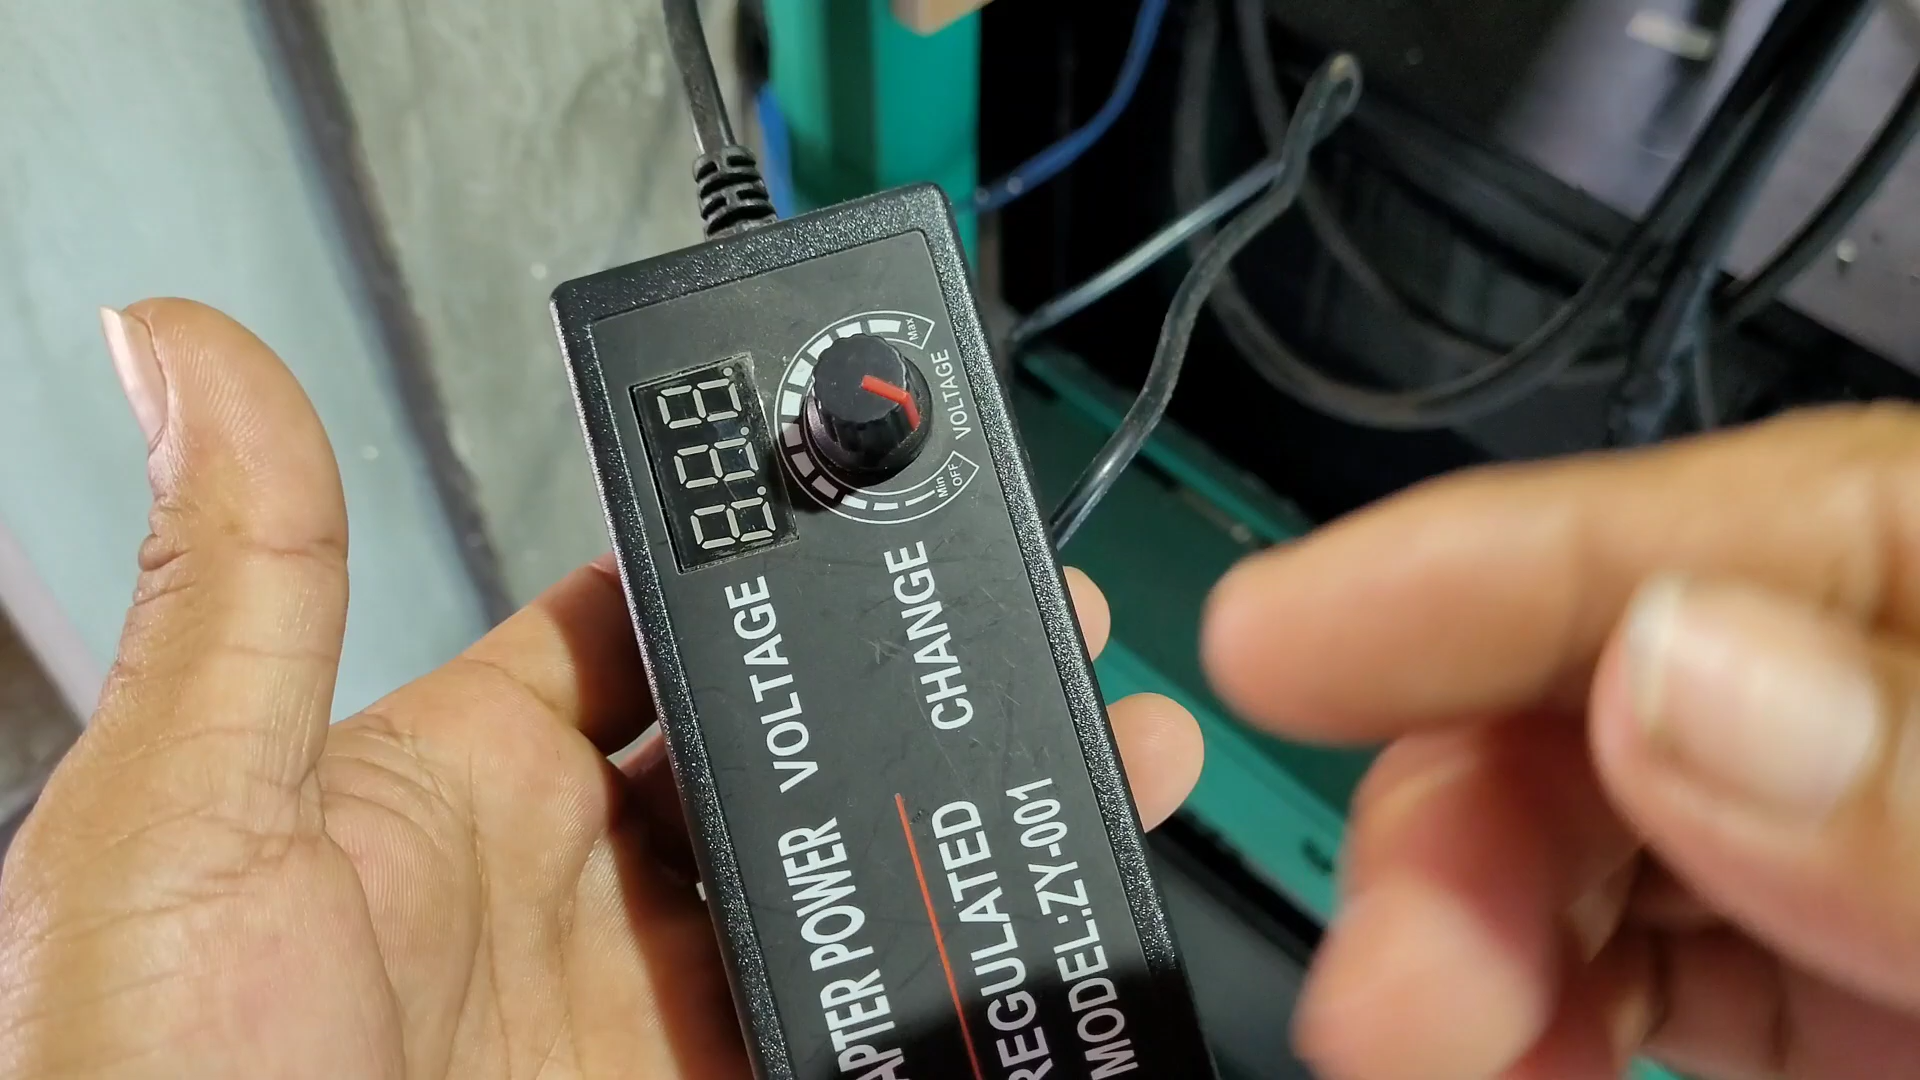 Max
VOLTAGE
Min
OFF
8.8.8.
VOLTAGE CHANGE
APTER POWER
REGULATED
MODEL:ZY-001